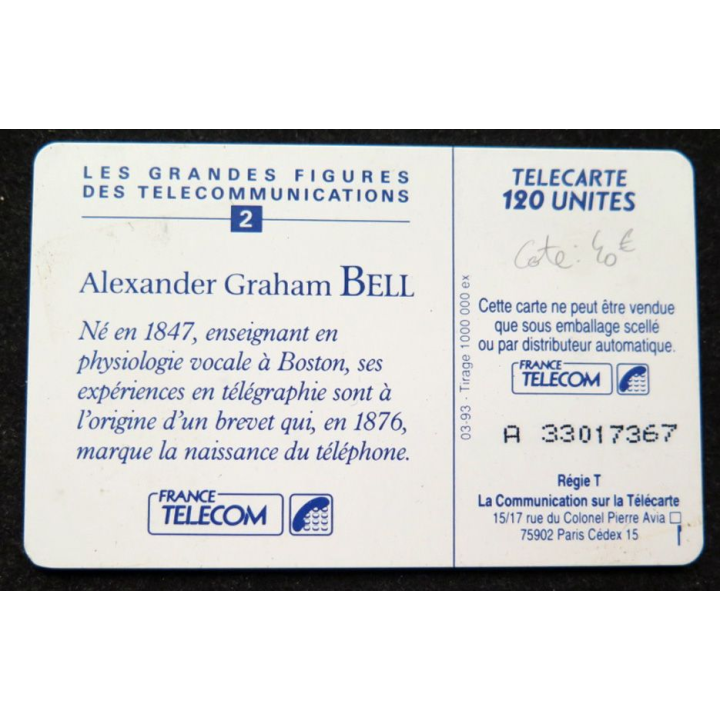 LES GRANDES FIGURES
DES TELECOMMUNICATIONS
2
Alexander Graham BELL
Né en 1847, enseignant en
physiologie vocale à Boston, ses
expériences en télégraphie sont à
l'origine d'un brevet qui, en 1876,
marque la naissance du téléphone.
FRANCE
TELECOM
03-93 - Tirage 1000 000 ex
TELECARTE
120 UNITES
Cote: 40€
Cette carte ne peut être vendue
que sous emballage scellé
ou par distributeur automatique.
FRANCE
TELECOM
A 33017367
Régie T
La Communication sur la Télécarte
15/17 rue du Colonel Pierre Avia
75902 Paris Cédex 15